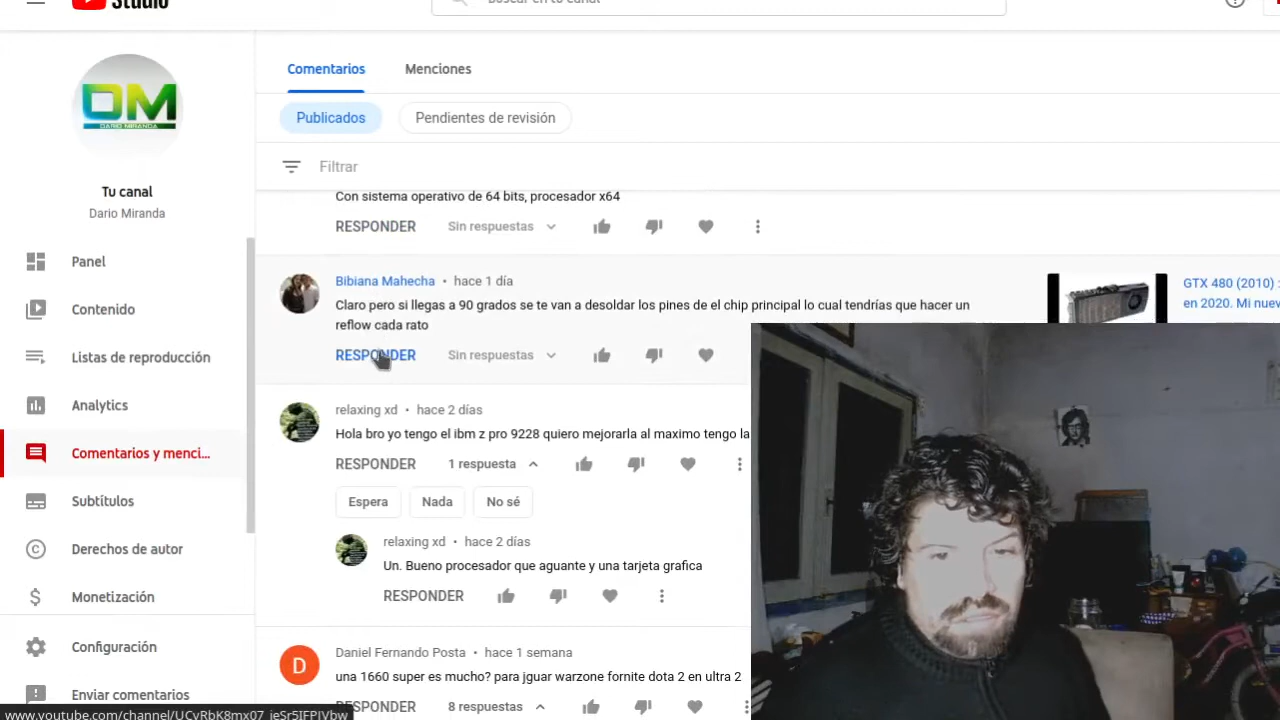 Studio
Buscar en tu canal
DM
DARIO MIRANDA
Tu canal
Dario Miranda
Panel
Contenido
Listas de reproducción
Analytics
Comentarios y menci...
Subtítulos
Derechos de autor
Monetización
Configuración
Enviar comentarios
Comentarios
Menciones
Publicados
Pendientes de revisión
Filtrar
Con sistema operativo de 64 bits, procesador x64
RESPONDER Sin respuestas
Bibiana Mahecha • hace 1 día
Claro pero si llegas a 90 grados se te van a desoldar los pines de el chip principal lo cual tendrías que hacer un
reflow cada rato
RESPONDER Sin respuestas
GTX 480 (2010) :
en 2020. Mi nuev
relaxing xd • hace 2 días
Hola bro yo tengo el ibm z pro 9228 quiero mejorarla al maximo tengo la
RESPONDER 1 respuesta
Espera Nada No sé
relaxing xd • hace 2 días
Un. Bueno procesador que aguante y una tarjeta grafica
RESPONDER
D
Daniel Fernando Posta • hace 1 semana
una 1660 super es mucho? para jguar warzone fornite dota 2 en ultra 2
RESPONDER 8 respuestas